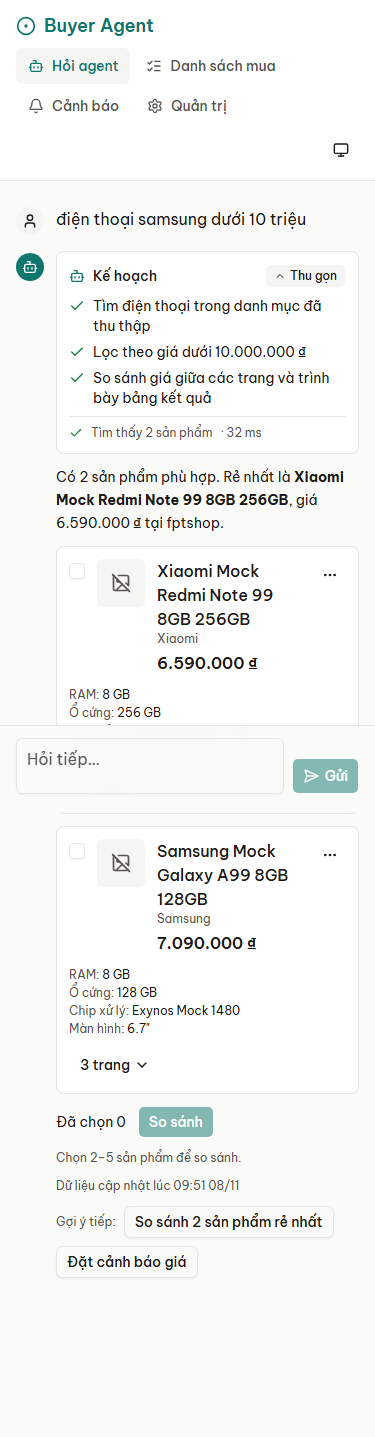 Buyer Agent
Hỏi agent
Danh sách mua
Cảnh báo
Quản trị
điện thoại samsung dưới 10 triệu
Kế hoạch
Thu gọn
Tìm điện thoại trong danh mục đã
thu thập
Lọc theo giá dưới 10.000.000 ₫
So sánh giá giữa các trang và trình
bày bảng kết quả
Tìm thấy 2 sản phẩm · 32 ms
Có 2 sản phẩm phù hợp. Rẻ nhất là Xiaomi
Mock Redmi Note 99 8GB 256GB, giá
6.590.000 ₫ tại fptshop.
Xiaomi Mock
Redmi Note 99
8GB 256GB
Xiaomi
6.590.000 ₫
RAM: 8 GB
Ổ cứng: 256 GB
Hỏi tiếp...
Gửi
Samsung Mock
Galaxy A99 8GB
128GB
Samsung
7.090.000 ₫
RAM: 8 GB
Ổ cứng: 128 GB
Chip xử lý: Exynos Mock 1480
Màn hình: 6.7"
3 trang
Đã chọn 0
So sánh
Chọn 2–5 sản phẩm để so sánh.
Dữ liệu cập nhật lúc 09:51 08/11
Gợi ý tiếp:
So sánh 2 sản phẩm rẻ nhất
Đặt cảnh báo giá